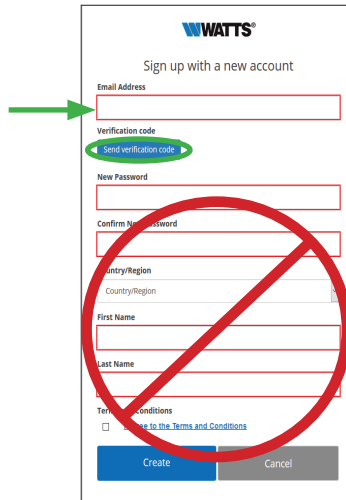 WATTS®
Sign up with a new account
Email Address
Verification code
Send verification code
New Password
Confirm New Password
Country/Region
Country/Region
First Name
Last Name
Terms and Conditions
I agree to the Terms and Conditions
Create
Cancel